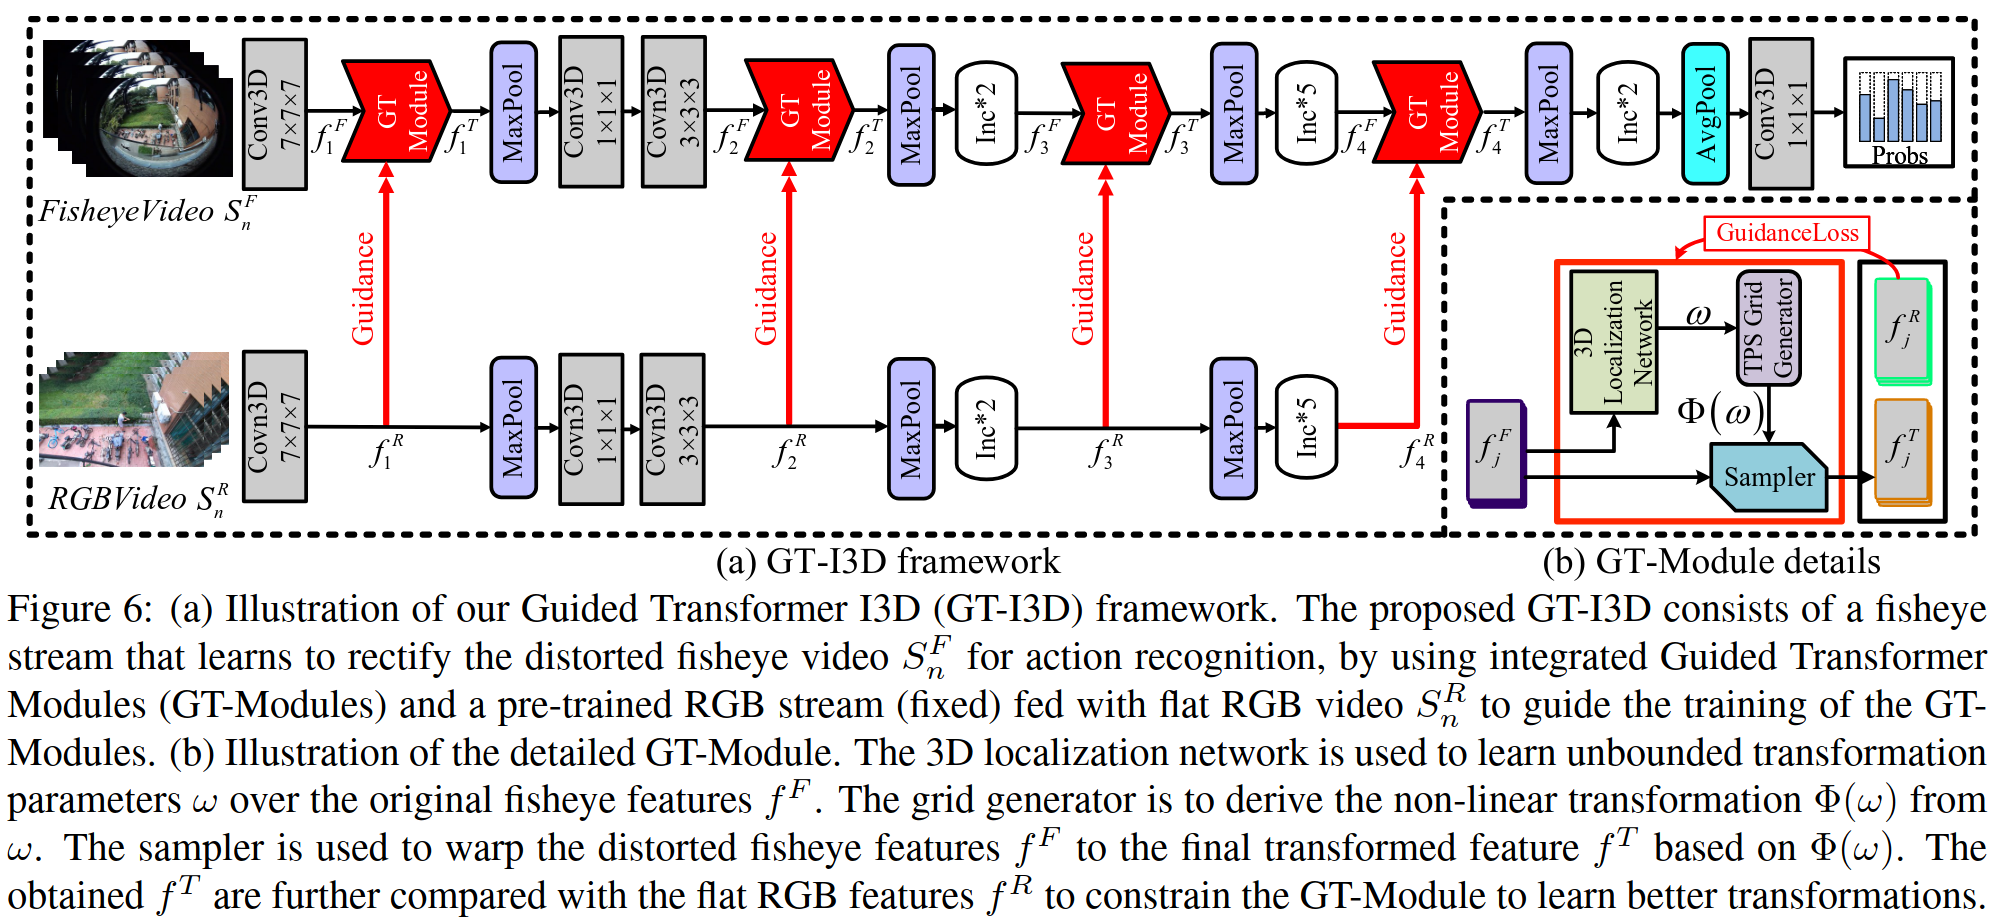 Conv3D 7×7×7
f_1^F
GT Module
f_1^T
MaxPool
Conv3D 1×1×1
Covn3D 3×3×3
f_2^F
GT Module
f_2^T
MaxPool
Inc*2
f_3^F
GT Module
f_3^T
MaxPool
Inc*5
f_4^F
GT Module
f_4^T
MaxPool
Inc*2
AvgPool
Conv3D 1×1×1
Probs
FisheyeVideo S_n^F
Guidance
Guidance
Guidance
Guidance
Covn3D 7×7×7
f_1^R
MaxPool
Covn3D 1×1×1
Covn3D 3×3×3
f_2^R
MaxPool
Inc*2
f_3^R
MaxPool
Inc*5
f_4^R
RGBVideo S_n^R
GuidanceLoss
3D Localization Network
ω
TPS Grid Generator
Φ(ω)
f_j^R
f_j^F
Sampler
f_j^T
(a) GT-I3D framework
(b) GT-Module details
Figure 6: (a) Illustration of our Guided Transformer I3D (GT-I3D) framework. The proposed GT-I3D consists of a fisheye
stream that learns to rectify the distorted fisheye video S_n^F for action recognition, by using integrated Guided Transformer
Modules (GT-Modules) and a pre-trained RGB stream (fixed) fed with flat RGB video S_n^R to guide the training of the GT-
Modules. (b) Illustration of the detailed GT-Module. The 3D localization network is used to learn unbounded transformation
parameters ω over the original fisheye features f^F. The grid generator is to derive the non-linear transformation Φ(ω) from
ω. The sampler is used to warp the distorted fisheye features f^F to the final transformed feature f^T based on Φ(ω). The
obtained f^T are further compared with the flat RGB features f^R to constrain the GT-Module to learn better transformations.